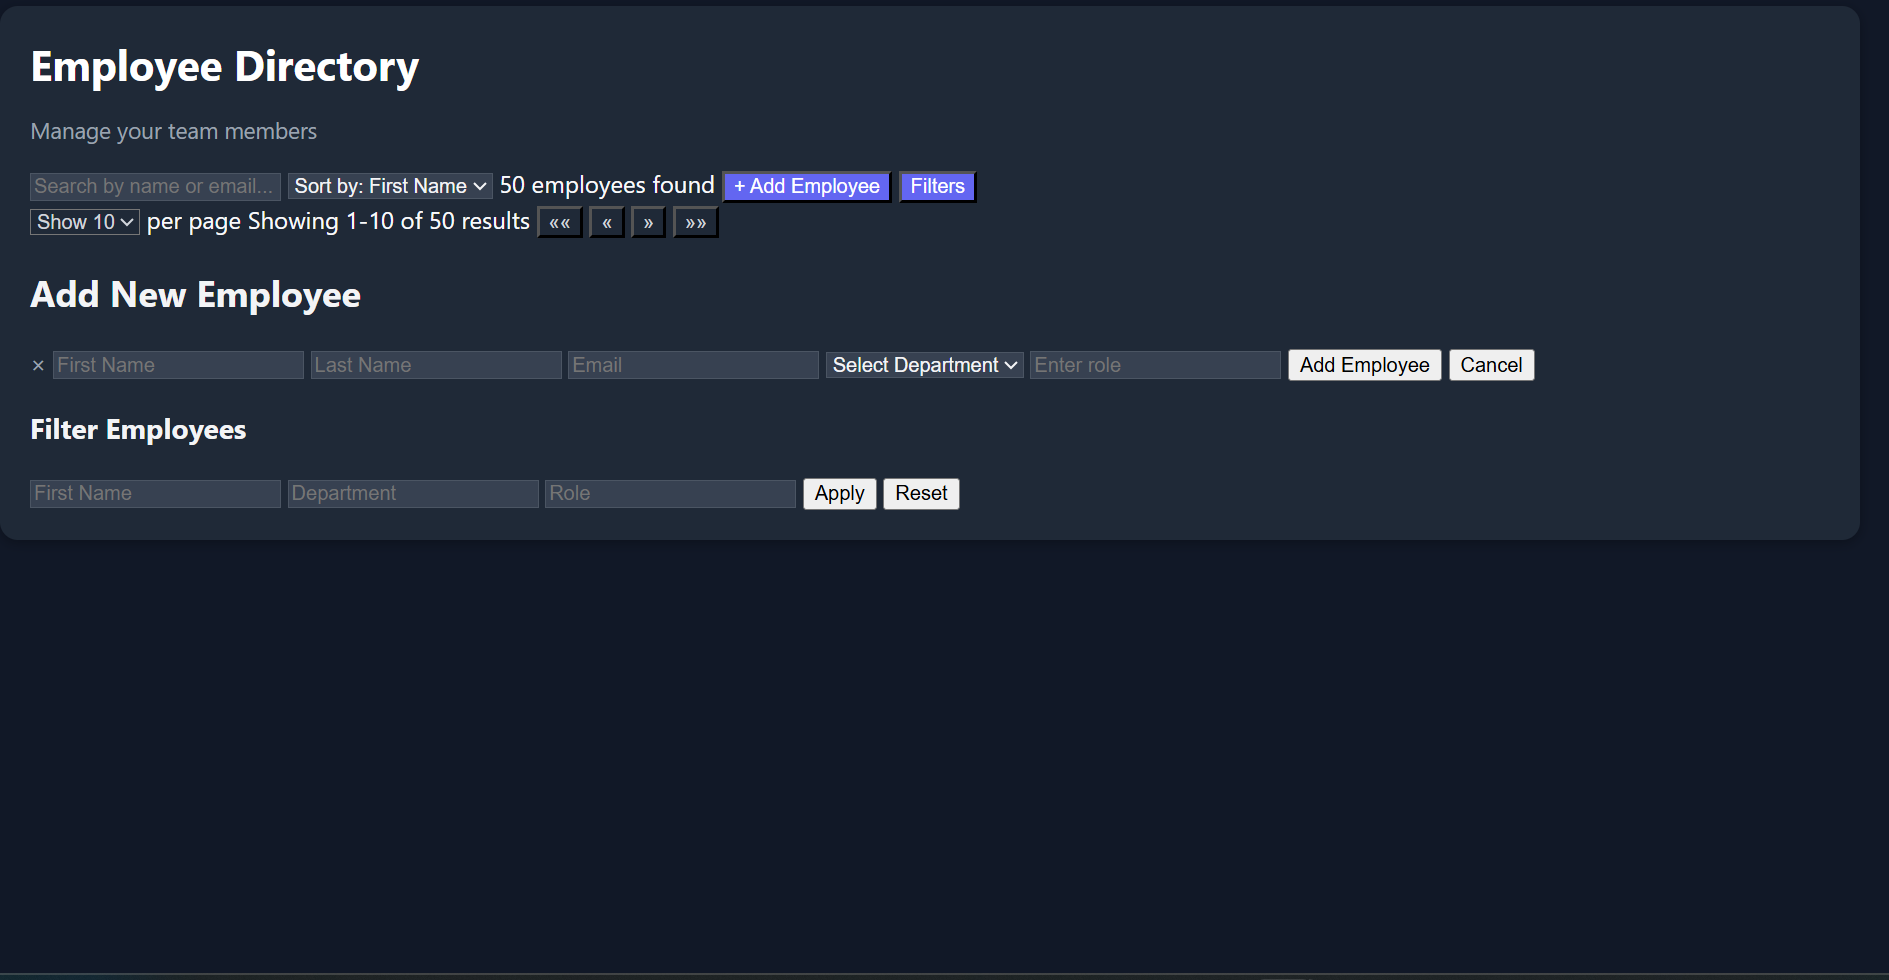 Employee Directory
Manage your team members
Search by name or email... Sort by: First Name 50 employees found + Add Employee Filters
Show 10 per page Showing 1-10 of 50 results «« « » »»
Add New Employee
× First Name Last Name Email Select Department Enter role Add Employee Cancel
Filter Employees
First Name Department Role Apply Reset